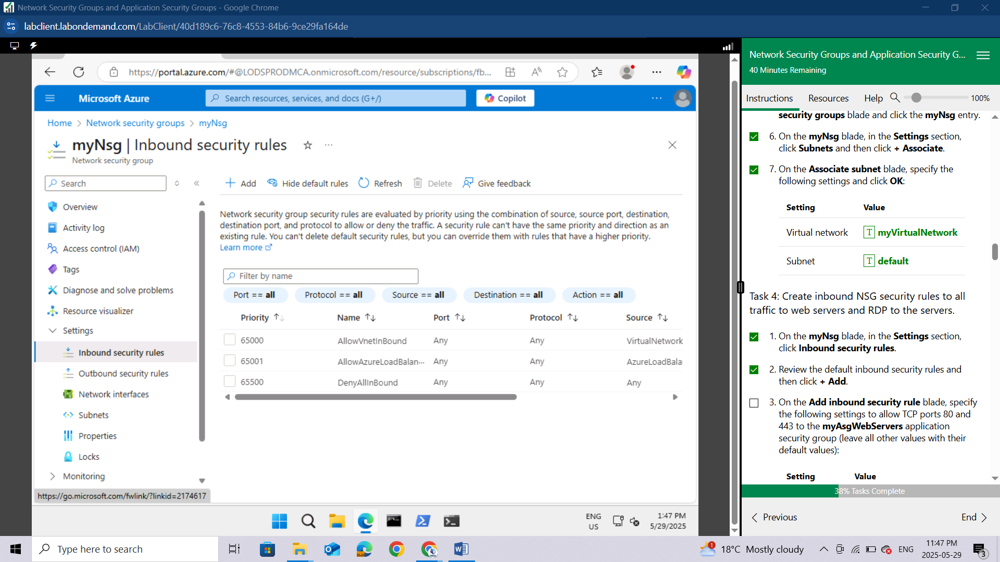 Network Security Groups and Application Security Groups - Google Chrome
labclient.labondemand.com/LabClient/40d189c6-76c8-4553-84b6-9ce29fa164de
https://portal.azure.com/#@LODSPRODMCA.onmicrosoft.com/resource/subscriptions/fb...
Microsoft Azure
Search resources, services, and docs (G+/)
Copilot
Home > Network security groups > myNsg
myNsg | Inbound security rules
Network security group
Search
Overview
Activity log
Access control (IAM)
Tags
Diagnose and solve problems
Resource visualizer
Settings
Inbound security rules
Outbound security rules
Network interfaces
Subnets
Properties
Locks
Monitoring
https://go.microsoft.com/fwlink/?linkid=2174617
Add Hide default rules Refresh Delete Give feedback
Network security group security rules are evaluated by priority using the combination of source, source port, destination,
destination port, and protocol to allow or deny the traffic. A security rule can't have the same priority and direction as an
existing rule. You can't delete default security rules, but you can override them with rules that have a higher priority.
Learn more
Filter by name
Port == all Protocol == all Source == all Destination == all Action == all
Priority Name Port Protocol Source
65000 AllowVnetInBound Any Any VirtualNetwork
65001 AllowAzureLoadBalan... Any Any AzureLoadBala
65500 DenyAllInBound Any Any Any
ENG
US
1:47 PM
5/29/2025
Network Security Groups and Application Security G...
40 Minutes Remaining
Instructions Resources Help 100%
security groups blade and click the myNsg entry.
6. On the myNsg blade, in the Settings section,
click Subnets and then click + Associate.
7. On the Associate subnet blade, specify the
following settings and click OK:
Setting Value
Virtual network T myVirtualNetwork
Subnet T default
Task 4: Create inbound NSG security rules to all
traffic to web servers and RDP to the servers.
1. On the myNsg blade, in the Settings section,
click Inbound security rules.
2. Review the default inbound security rules and
then click + Add.
3. On the Add inbound security rule blade, specify
the following settings to allow TCP ports 80 and
443 to the myAsgWebServers application
security group (leave all other values with their
default values):
Setting Value
38% Tasks Complete
Previous End
Type here to search
1
18°C Mostly cloudy
ENG
11:47 PM
2025-05-29
3